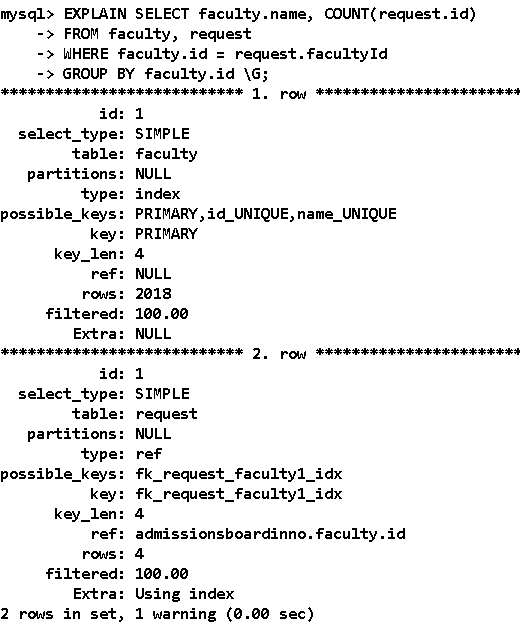 mysql> EXPLAIN SELECT faculty.name, COUNT(request.id)
-> FROM faculty, request
-> WHERE faculty.id = request.facultyId
-> GROUP BY faculty.id \G;
*************************** 1. row ***********************
id: 1
select_type: SIMPLE
table: faculty
partitions: NULL
type: index
possible_keys: PRIMARY,id_UNIQUE,name_UNIQUE
key: PRIMARY
key_len: 4
ref: NULL
rows: 2018
filtered: 100.00
Extra: NULL
*************************** 2. row ***********************
id: 1
select_type: SIMPLE
table: request
partitions: NULL
type: ref
possible_keys: fk_request_faculty1_idx
key: fk_request_faculty1_idx
key_len: 4
ref: admissionsboardinno.faculty.id
rows: 4
filtered: 100.00
Extra: Using index
2 rows in set, 1 warning (0.00 sec)